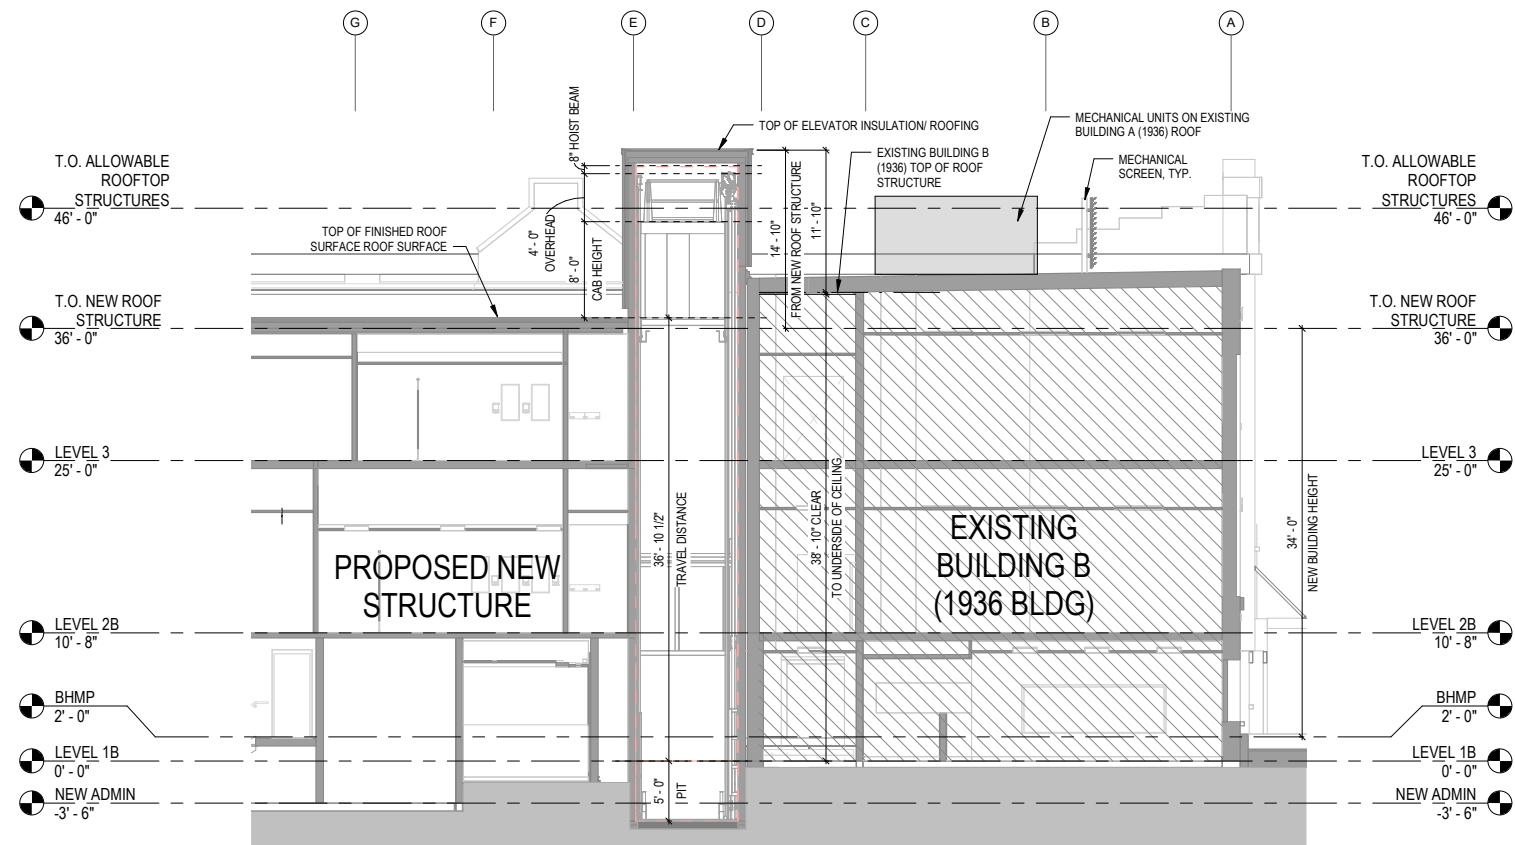 G
F
E
D
C
B
A
8" HOIST BEAM
TOP OF ELEVATOR INSULATION/ ROOFING
MECHANICAL UNITS ON EXISTING
BUILDING A (1936) ROOF
EXISTING BUILDING B
(1936) TOP OF ROOF
STRUCTURE
MECHANICAL
SCREEN, TYP.
T.O. ALLOWABLE
ROOFTOP
STRUCTURES
46' - 0"
T.O. ALLOWABLE
ROOFTOP
STRUCTURES
46' - 0"
TOP OF FINISHED ROOF
SURFACE ROOF SURFACE
4' - 0"
OVERHEAD
8' - 0"
CAB HEIGHT
14' - 10"
FROM NEW ROOF STRUCTURE
11' - 10"
T.O. NEW ROOF
STRUCTURE
36' - 0"
T.O. NEW ROOF
STRUCTURE
36' - 0"
LEVEL 3
25' - 0"
LEVEL 3
25' - 0"
36' - 10 1/2"
TRAVEL DISTANCE
38' - 10" CLEAR
TO UNDERSIDE OF CEILING
34' - 0"
NEW BUILDING HEIGHT
PROPOSED NEW
STRUCTURE
EXISTING
BUILDING B
(1936 BLDG)
LEVEL 2B
10' - 8"
LEVEL 2B
10' - 8"
BHMP
2' - 0"
BHMP
2' - 0"
LEVEL 1B
0' - 0"
LEVEL 1B
0' - 0"
5' - 0"
PIT
NEW ADMIN
-3' - 6"
NEW ADMIN
-3' - 6"